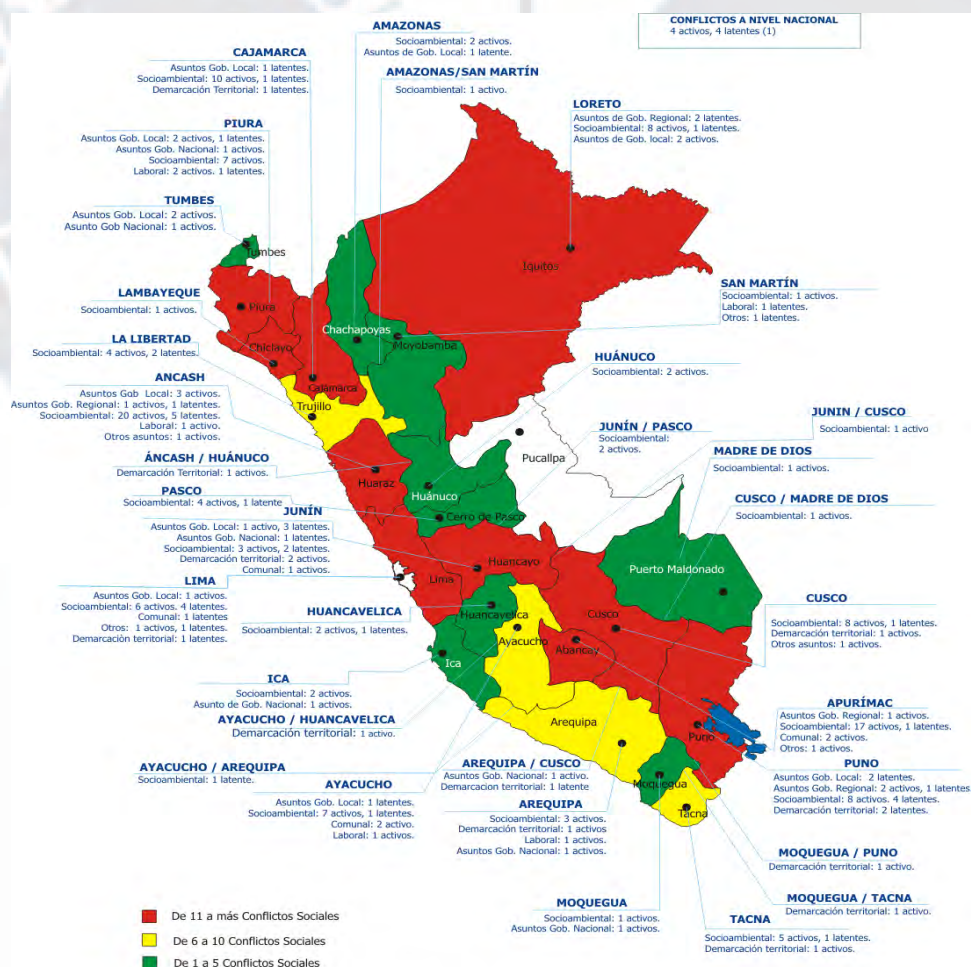 CONFLICTOS A NIVEL NACIONAL
4 activos, 4 latentes (1)
AMAZONAS
Socioambiental: 2 activos.
Asuntos de Gob. Local: 1 latente.
CAJAMARCA
Asuntos Gob. Local: 1 latentes.
Socioambiental: 10 activos, 1 latentes.
Demarcación Territorial: 1 latentes.
AMAZONAS/SAN MARTÍN
Socioambiental: 1 activo.
LORETO
Asuntos de Gob. Regional: 2 latentes.
Socioambiental: 8 activos, 1 latentes.
Asuntos de Gob. local: 2 activos.
PIURA
Asuntos Gob. Local: 2 activos, 1 latentes.
Asuntos Gob. Nacional: 1 activos.
Socioambiental: 7 activos.
Laboral: 2 activos. 1 latentes.
TUMBES
Asuntos Gob. Local: 2 activos.
Asunto Gob Nacional: 1 activos.
Tumbes
Iquitos
LAMBAYEQUE
Socioambiental: 1 activos.
Piura
SAN MARTÍN
Socioambiental: 1 activos.
Laboral: 1 latentes.
Otros: 1 latentes.
LA LIBERTAD
Socioambiental: 4 activos, 2 latentes.
Chachapoyas
Moyobamba
Chiclayo
HUÁNUCO
Socioambiental: 2 activos.
ANCASH
Asuntos Gab Local: 3 activos.
Asuntos Gob. Regional: 1 activos, 1 latentes.
Socioambiental: 20 activos, 5 latentes.
Laboral: 1 activo.
Otros asuntos: 1 activos.
Cajamarca
Trujillo
JUNIN / CUSCO
Socioambiental: 1 activo
JUNÍN / PASCO
Socioambiental:
2 activos.
MADRE DE DIOS
Socioambiental: 1 activos.
Pucallpa
ÁNCASH / HUÁNUCO
Demarcación Territorial: 1 activos.
Huaraz
Huánuco
PASCO
Socioambiental: 4 activos, 1 latente
CUSCO / MADRE DE DIOS
Socioambiental: 1 activos.
Cerro de Pasco
JUNÍN
Asuntos Gob. Local: 1 activo, 3 latentes.
Asuntos Gob. Nacional: 1 latentes.
Socioambiental: 3 activos, 2 latentes.
Demarcación territorial: 2 activos.
Comunal: 1 activos.
Huancayo
Puerto Maldonado
LIMA
Asuntos Gob. Local: 1 activos.
Socioambiental: 6 activos. 4 latentes.
Comunal: 1 latentes
Otros: 1 activos, 1 latentes.
Demarcaciòn territorial: 1 latentes.
Lima
HUANCAVELICA
Socioambiental: 2 activos, 1 latentes.
Huancavelica
Cusco
CUSCO
Socioambiental: 8 activos, 1 latentes.
Demarcación territorial: 1 activos.
Otros asuntos: 1 activos.
Ayacucho
Abancay
Ica
ICA
Socioambiental: 2 activos.
Asunto de Gob. Nacional: 1 activos.
APURÍMAC
Asuntos Gob. Regional: 1 activos.
Socioambiental: 17 activos, 1 latentes.
Comunal: 2 activos.
Otros: 1 activos.
AYACUCHO / HUANCAVELICA
Demarcación territorial: 1 activo.
Arequipa
Puno
AYACUCHO / AREQUIPA
Socioambiental: 1 latente.
AREQUIPA / CUSCO
Asuntos Gob. Nacional: 1 activo.
Demarcacion territorial: 1 latente
PUNO
Asuntos Gob. Local: 2 latentes.
Asuntos Gob. Regional: 2 activos, 1 latentes
Socioambiental: 8 activos. 4 latentes.
Demarcación territorial: 2 latentes.
AYACUCHO
Asuntos Gob. Local: 1 latentes.
Socioambiental: 7 activos, 1 latentes.
Comunal: 2 activo.
Laboral: 1 activos.
Moquegua
AREQUIPA
Socioambiental: 3 activos.
Demarcación territorial: 1 activos
Laboral: 1 activos.
Asuntos Gob. Nacional: 1 activos.
Tacna
MOQUEGUA / PUNO
Demarcación territorial: 1 activo.
MOQUEGUA / TACNA
Demarcación territorial: 1 activo.
MOQUEGUA
Socioambiental: 1 activos.
Asuntos Gob. Nacional: 1 activos.
TACNA
Socioambiental: 5 activos, 1 latentes.
Demarcación territorial: 1 activos.
De 11 a más Conflictos Sociales
De 6 a 10 Conflictos Sociales
De 1 a 5 Conflictos Sociales